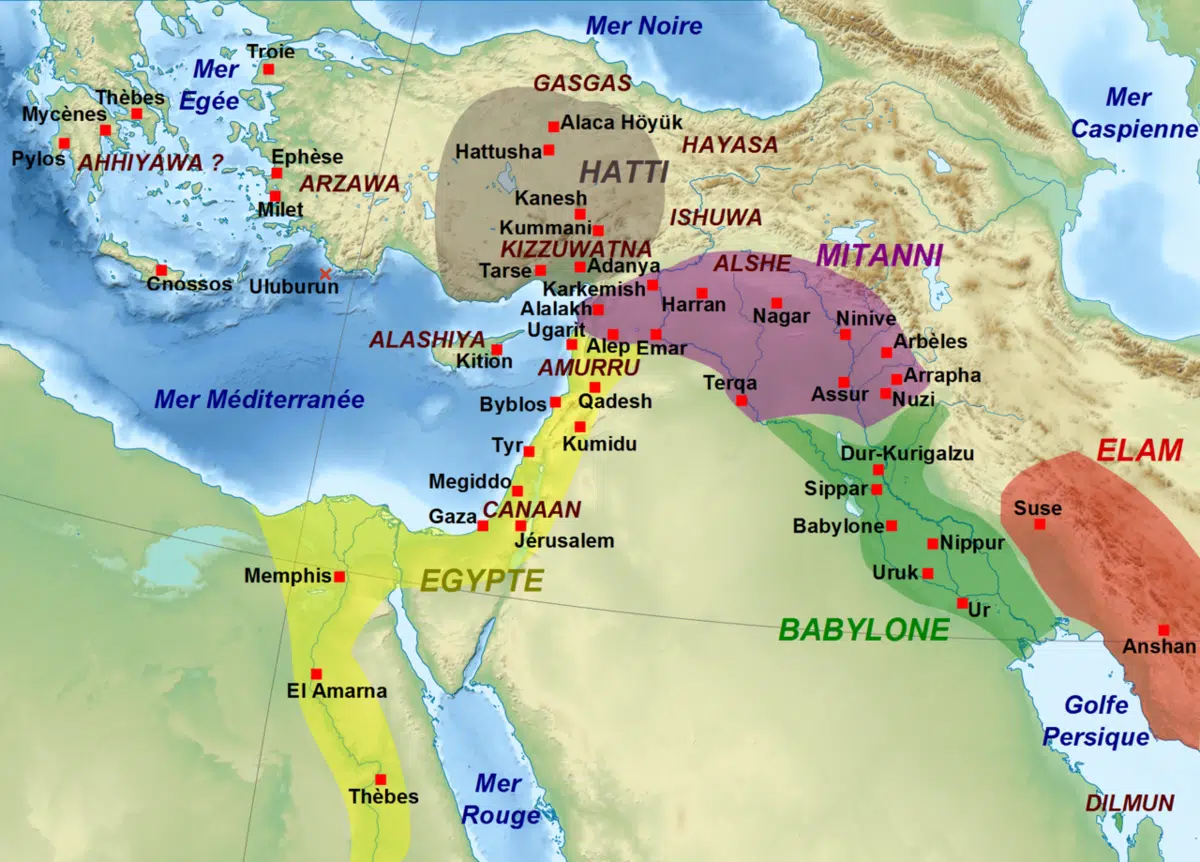 Mer Noire
Troie
Mer
Egée
GASGAS
Thèbes
Mycènes
Mer
Caspienne
Alaca Höyük
Pylos
AHHIYAWA ?
Hattusha
HAYASA
Ephèse
ARZAWA
HATTI
Milet
Kanesh
Kummani
ISHUWA
KIZZUWATNA
MITANNI
Tarse
Adanya
ALSHE
Cnossos
Uluburun
Karkemish
Harran
Alalakh
Nagar
Ninive
Ugarit
ALASHIYA
Kition
Alep
Emar
Arbèles
AMURRU
Terqa
Arrapha
Mer Méditerranée
Byblos
Qadesh
Assur
Nuzi
Tyr
Kumidu
Dur-Kurigalzu
ELAM
Megiddo
Sippar
CANAAN
Gaza
Suse
Babylone
Jérusalem
Nippur
Memphis
EGYPTE
Uruk
Ur
BABYLONE
Anshan
El Amarna
Golfe
Persique
Mer
Rouge
Thèbes
DILMUN